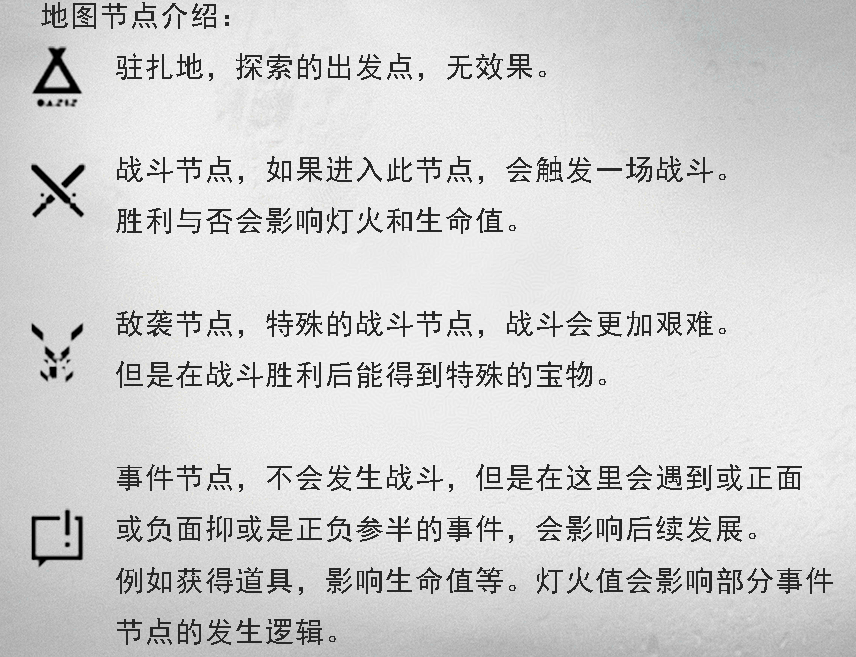 地图节点介绍：
驻扎地，探索的出发点，无效果。
战斗节点，如果进入此节点，会触发一场战斗。
胜利与否会影响灯火和生命值。
敌袭节点，特殊的战斗节点，战斗会更加艰难。
但是在战斗胜利后能得到特殊的宝物。
事件节点，不会发生战斗，但是在这里会遇到或正面
或负面抑或是正负参半的事件，会影响后续发展。
例如获得道具，影响生命值等。灯火值会影响部分事件
节点的发生逻辑。